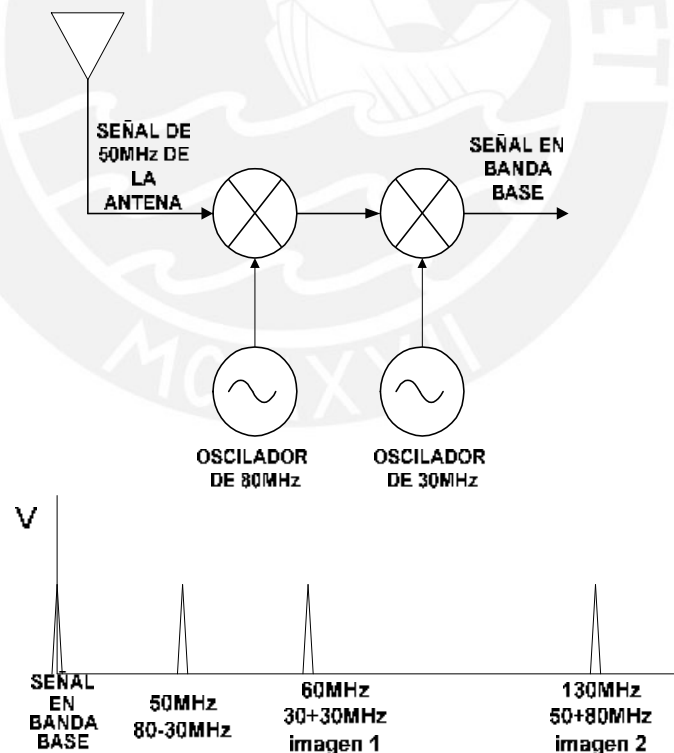 SEÑAL DE
50MHz DE
LA
ANTENA
SEÑAL EN
BANDA
BASE
OSCILADOR
DE 80MHz
OSCILADOR
DE 30MHz
V
SEÑAL
EN
BANDA
BASE
50MHz
80-30MHz
60MHz
30+30MHz
imagen 1
130MHz
50+80MHz
imagen 2